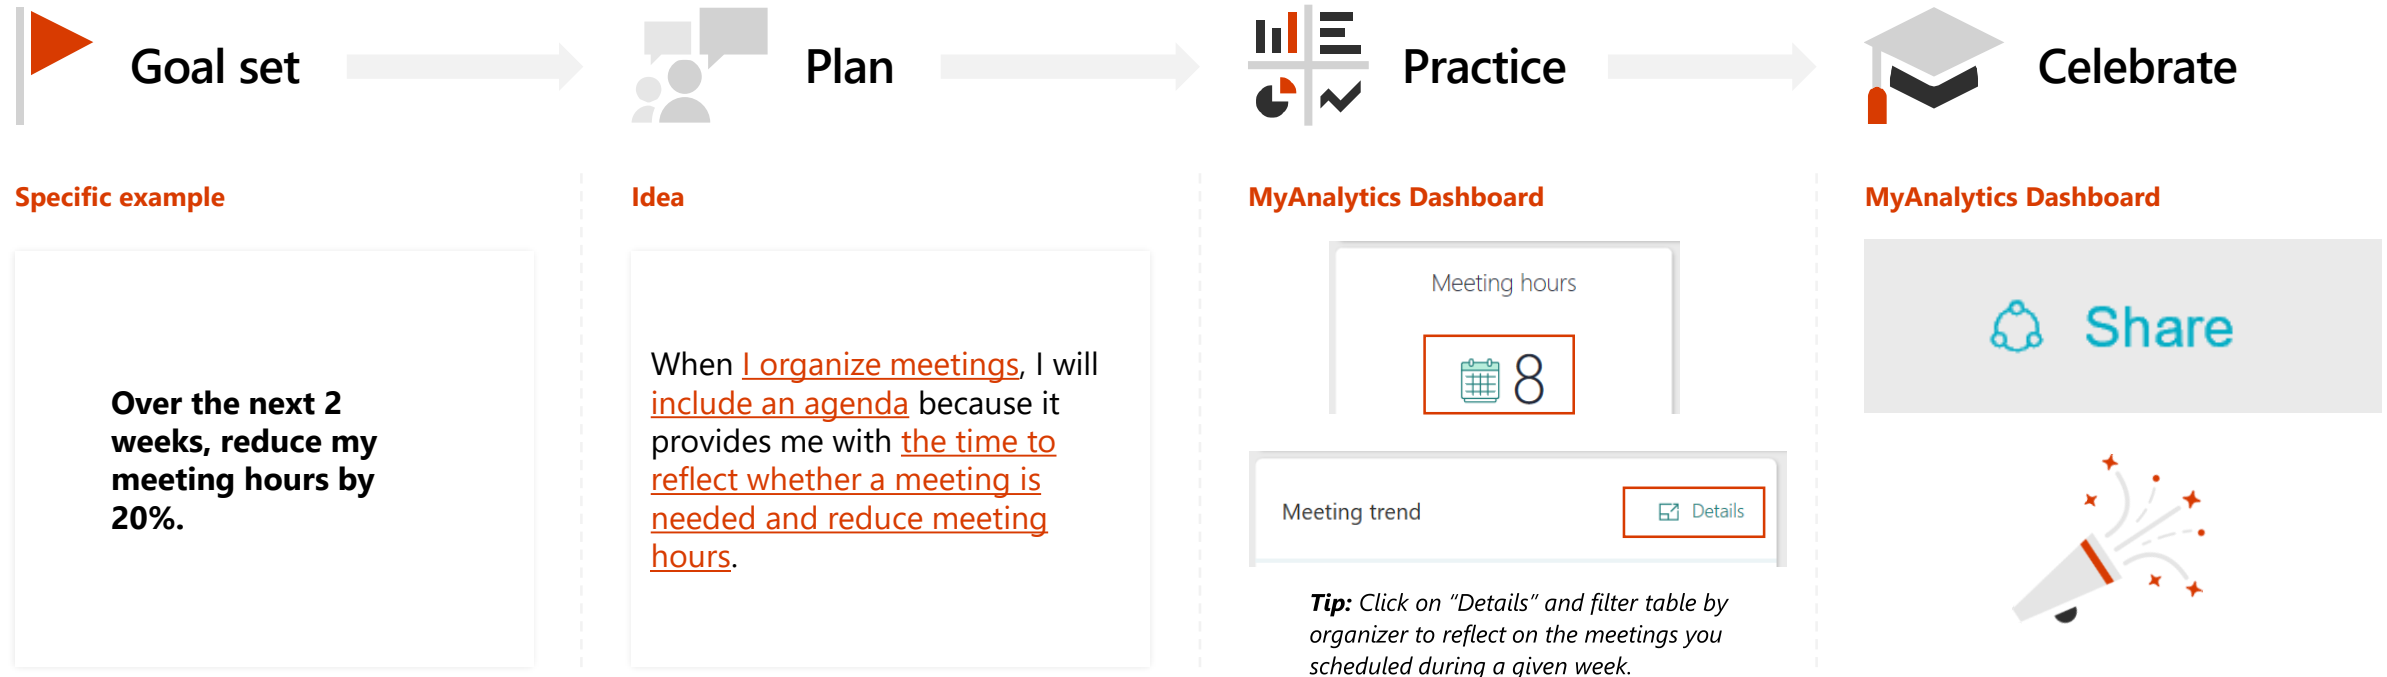 Goal set
Plan
Practice
Celebrate
Specific example
Over the next 2
weeks, reduce my
meeting hours by
20%.
Idea
When I organize meetings, I will
include an agenda because it
provides me with the time to
reflect whether a meeting is
needed and reduce meeting
hours.
MyAnalytics Dashboard
Meeting hours
8
Meeting trend
Details
Tip: Click on “Details” and filter table by
organizer to reflect on the meetings you
scheduled during a given week.
MyAnalytics Dashboard
Share